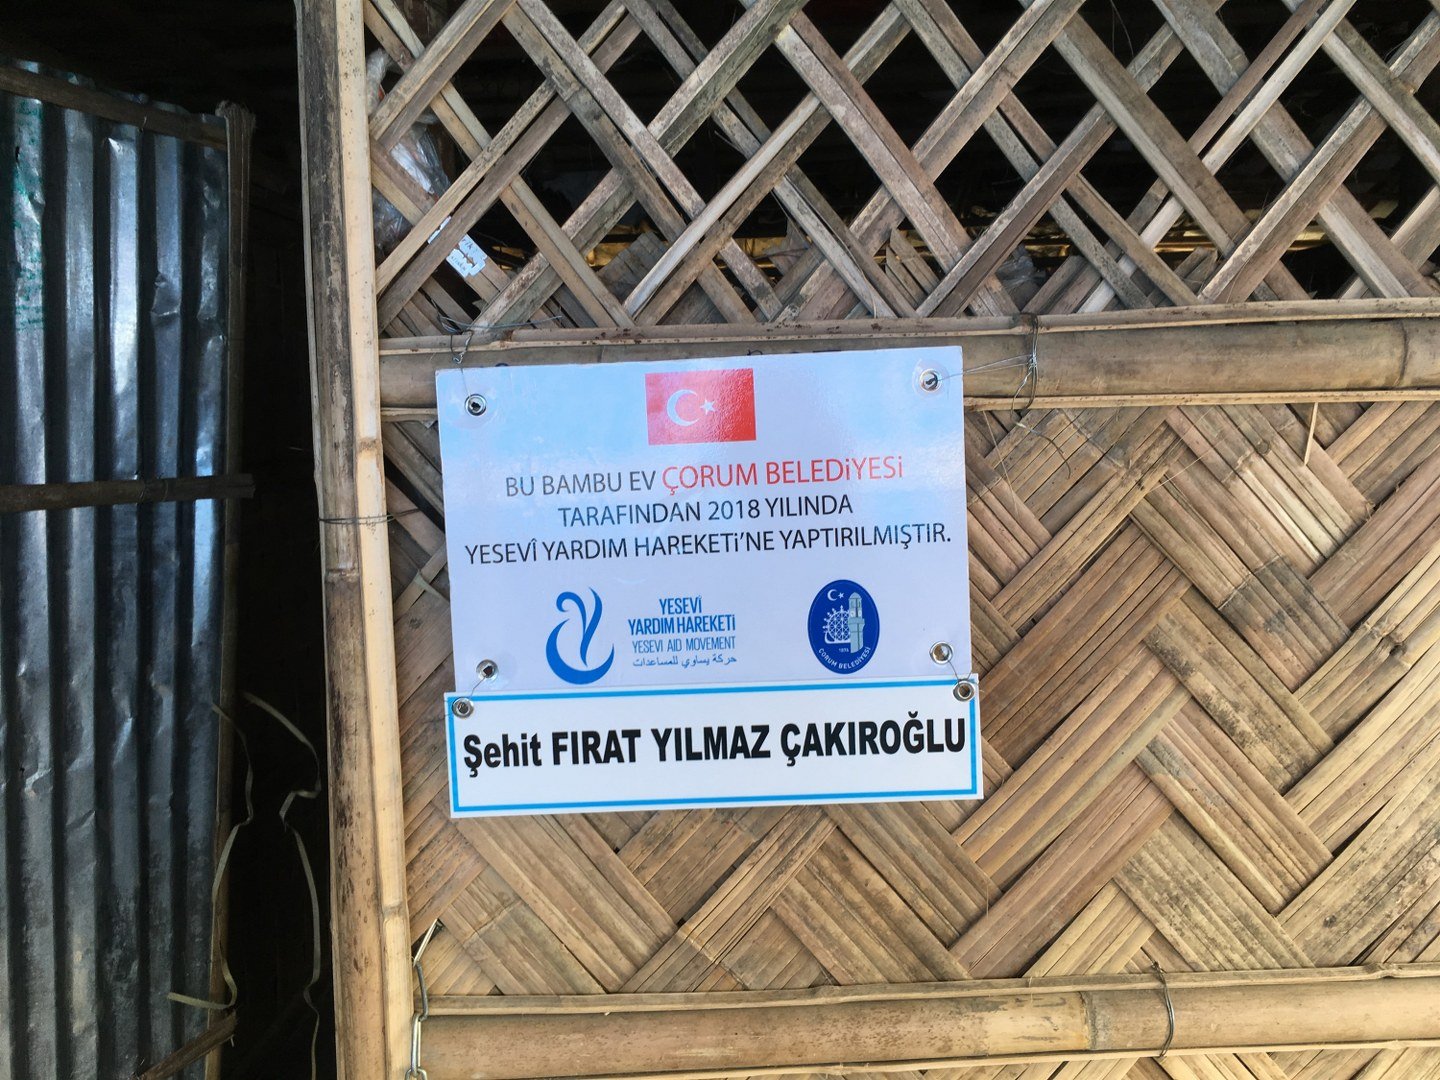 BU BAMBU EV ÇORUM BELEDİYESİ
TARAFINDAN 2018 YILINDA
YESEVÎ YARDIM HAREKETİ'NE YAPTIRILMIŞTIR.
YESEVÎ
YARDIM HAREKETİ
YESEVI AID MOVEMENT
حركة يساوي للمساعدات
ÇORUM BELEDİYESİ
Şehit FIRAT YILMAZ ÇAKIROĞLU